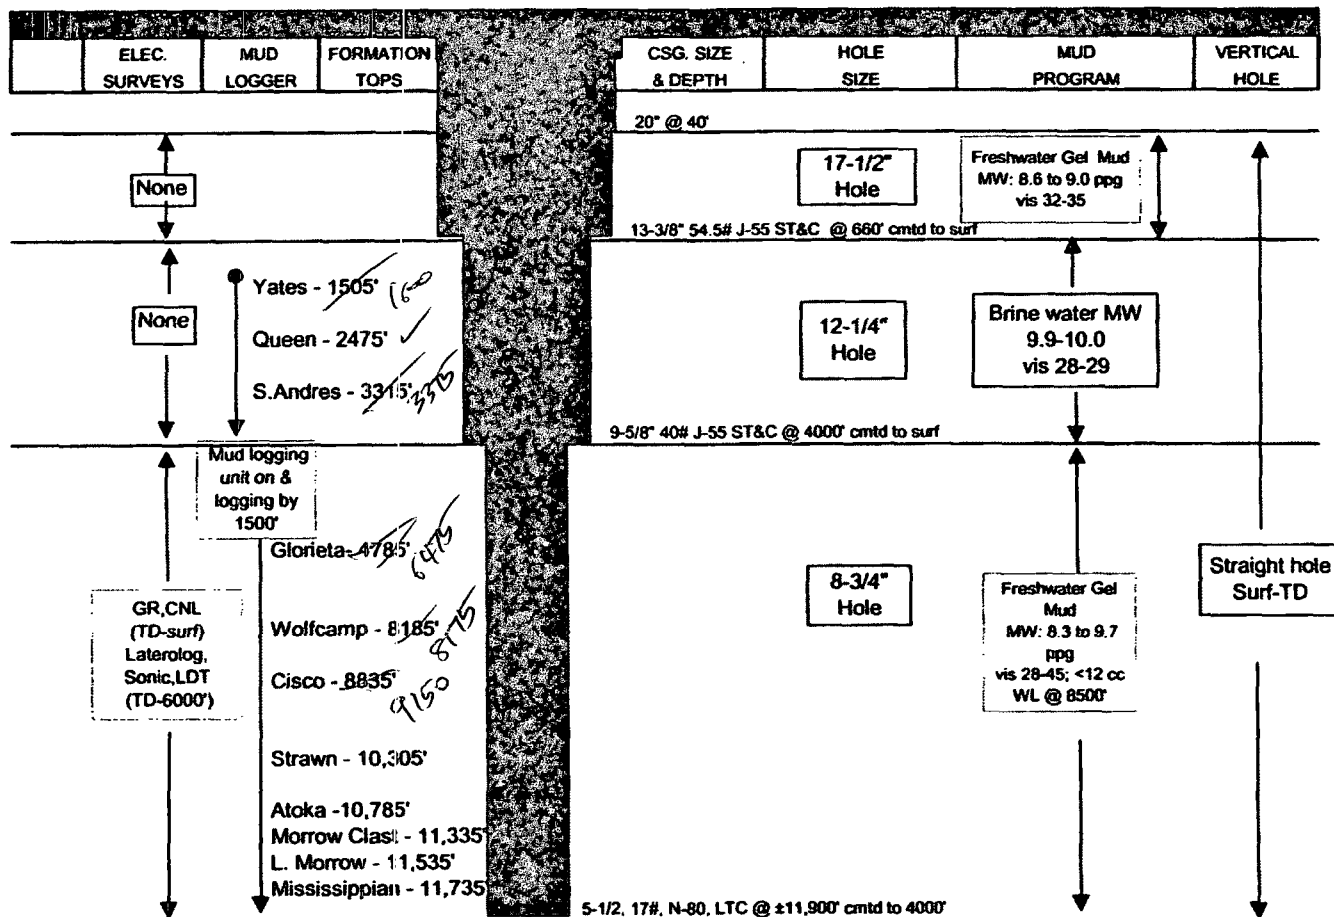 ELEC. SURVEYS
MUD LOGGER
FORMATION TOPS
CSG. SIZE & DEPTH
HOLE SIZE
MUD PROGRAM
VERTICAL HOLE
20" @ 40'
None
17-1/2" Hole
Freshwater Gel Mud
MW: 8.6 to 9.0 ppg
vis 32-35
13-3/8" 54.5# J-55 ST&C @ 660' cmtd to surf
None
Yates - 1505'
Queen - 2475' ✓
S.Andres - 3315'
12-1/4" Hole
Brine water MW
9.9-10.0
vis 28-29
9-5/8" 40# J-55 ST&C @ 4000' cmtd to surf
Mud logging
unit on &
logging by
1500'
Glorieta- 4785' 6475
GR,CNL
(TD-surf)
Laterolog,
Sonic,LDT
(TD-6000')
Wolfcamp - 8185' 8175
Cisco - 8835' 9150
Strawn - 10,305'
Atoka -10,785'
Morrow Clast - 11,335'
L. Morrow - 11,535'
Mississippian - 11,735'
8-3/4" Hole
Freshwater Gel
Mud
MW: 8.3 to 9.7
ppg
vis 28-45; <12 cc
WL @ 8500'
Straight hole
Surf-TD
5-1/2, 17#, N-80, LTC @ ±11,900' cmtd to 4000'